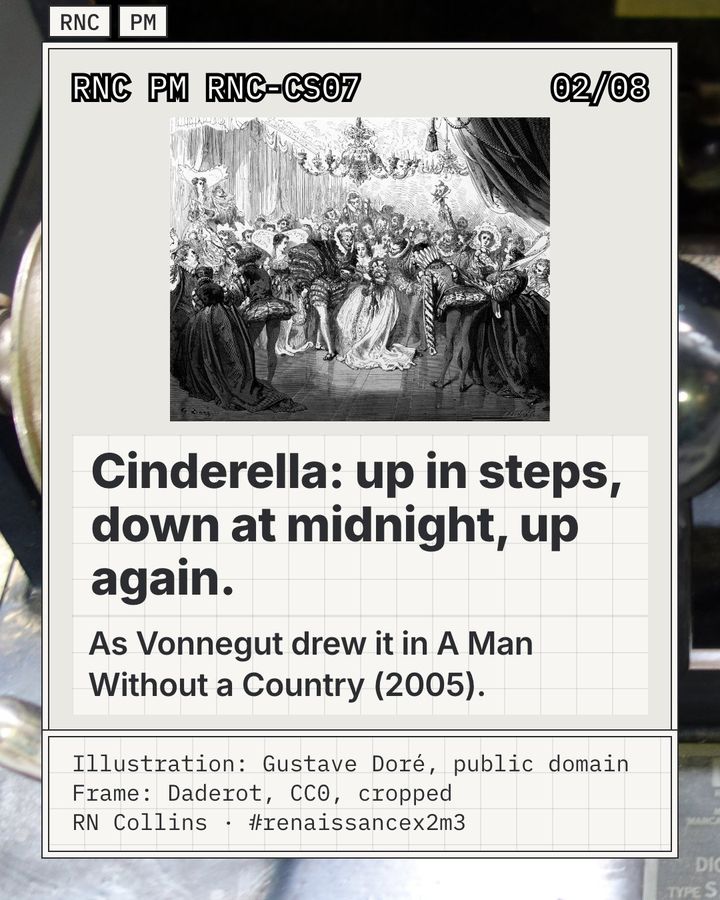 RNC PM
RNC PM RNC-CS07 02/08
Cinderella: up in steps,
down at midnight, up
again.
As Vonnegut drew it in A Man
Without a Country (2005).
Illustration: Gustave Doré, public domain
Frame: Daderot, CC0, cropped
RN Collins · #renaissancex2m3
TYPE S